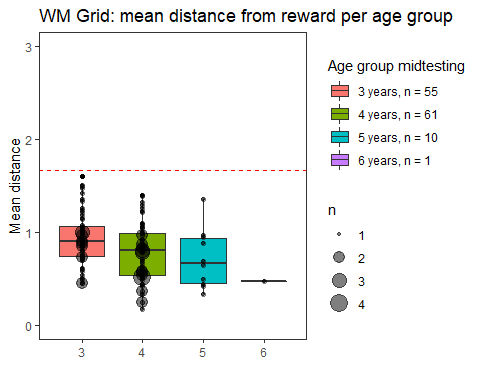 WM Grid: mean distance from reward per age group
3
2
1
0
Mean distance
3
4
5
6
Age group midtesting
3 years, n = 55
4 years, n = 61
5 years, n = 10
6 years, n = 1
n
1
2
3
4